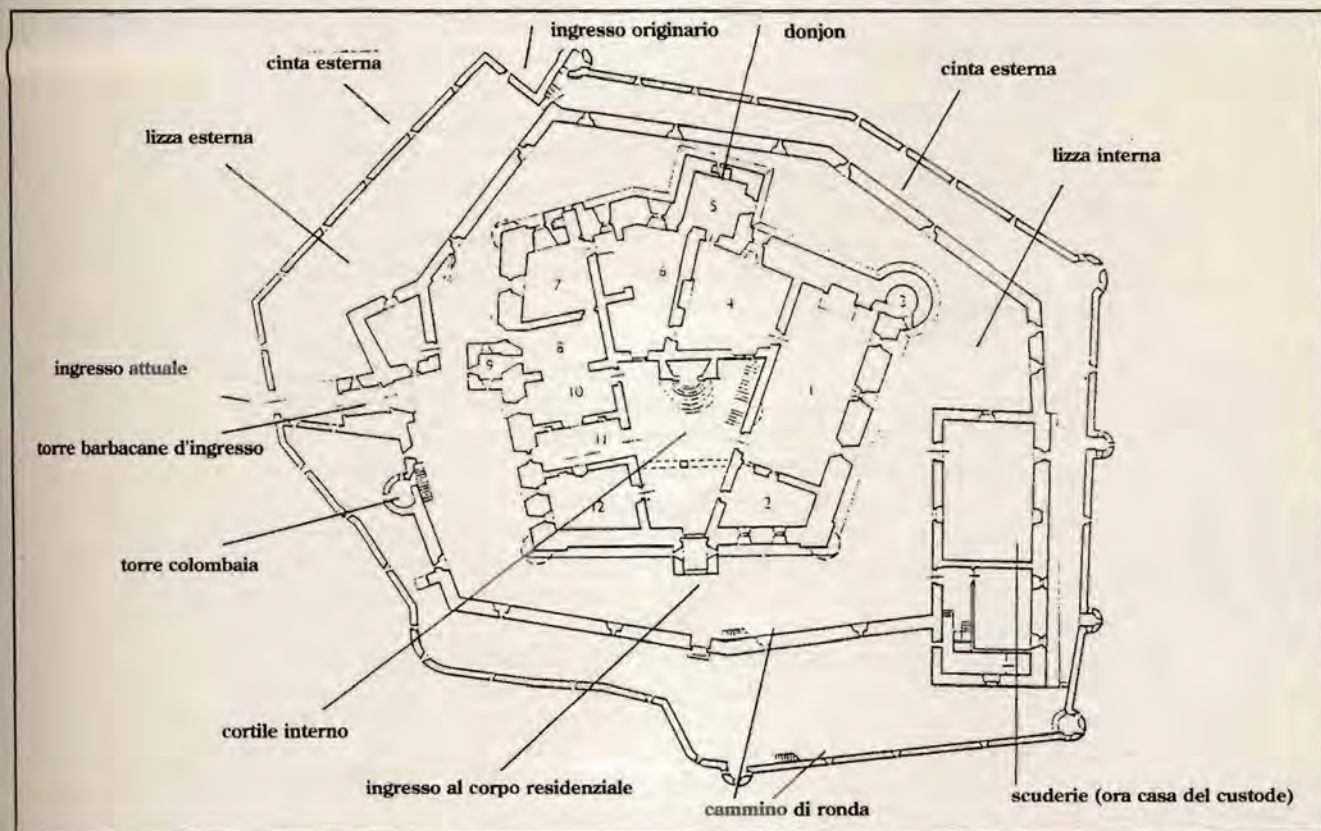 ingresso originario
donjon
cinta esterna
cinta esterna
lizza esterna
lizza interna
5
6
7
4
3
8
9
ingresso attuale
10
1
11
torre barbacane d'ingresso
12
2
torre colombaia
cortile interno
ingresso al corpo residenziale
cammino di ronda
scuderie (ora casa del custode)